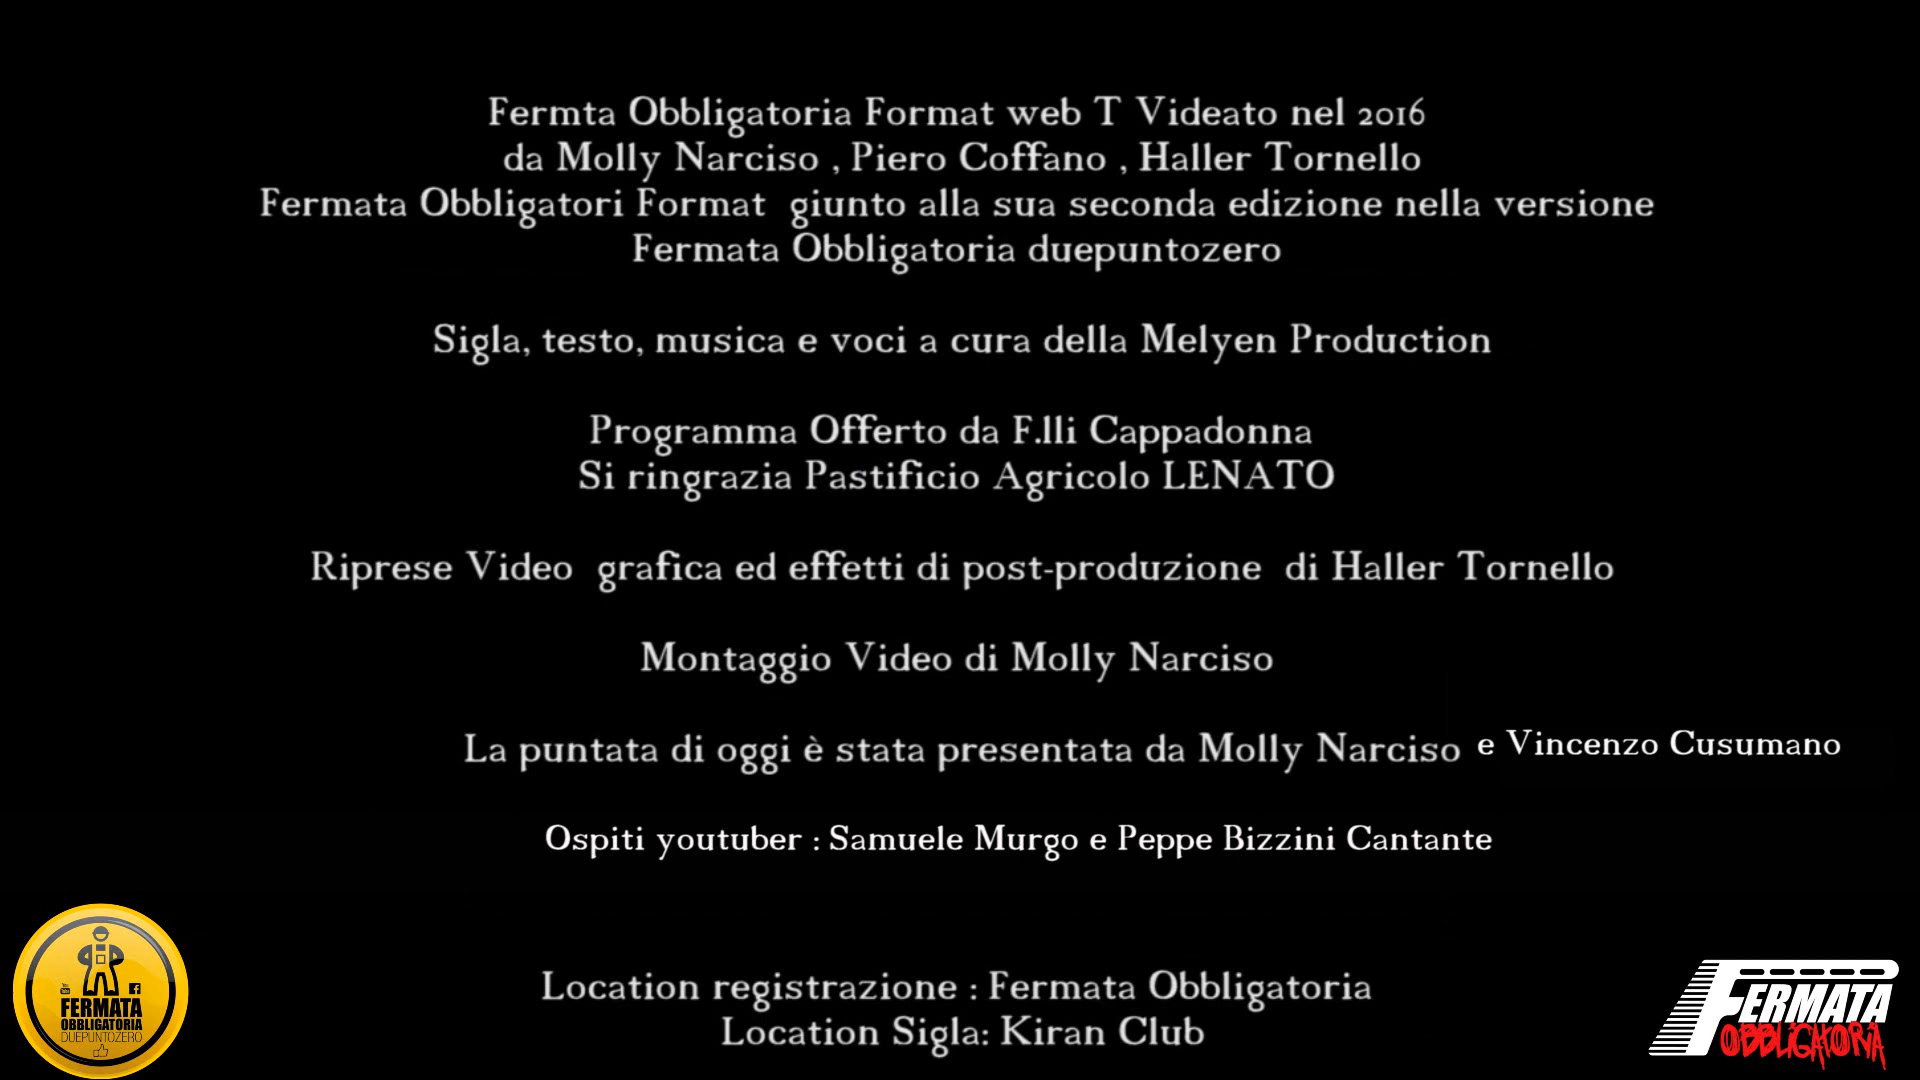 Fermta Obbligatoria Format web T Videato nel 2016
da Molly Narciso , Piero Coffano , Haller Tornello
Fermata Obbligatori Format giunto alla sua seconda edizione nella versione
Fermata Obbligatoria duepuntozero
Sigla, testo, musica e voci a cura della Melyen Production
Programma Offerto da F.lli Cappadonna
Si ringrazia Pastificio Agricolo LENATO
Riprese Video grafica ed effetti di post-produzione di Haller Tornello
Montaggio Video di Molly Narciso
La puntata di oggi è stata presentata da Molly Narciso e Vincenzo Cusumano
Ospiti youtuber : Samuele Murgo e Peppe Bizzini Cantante
Location registrazione : Fermata Obbligatoria
Location Sigla: Kiran Club
You Tube
FERMATA
OBBLIGATORIA
DUEPUNTOZERO
FERMATA
OBBLIGATORIA